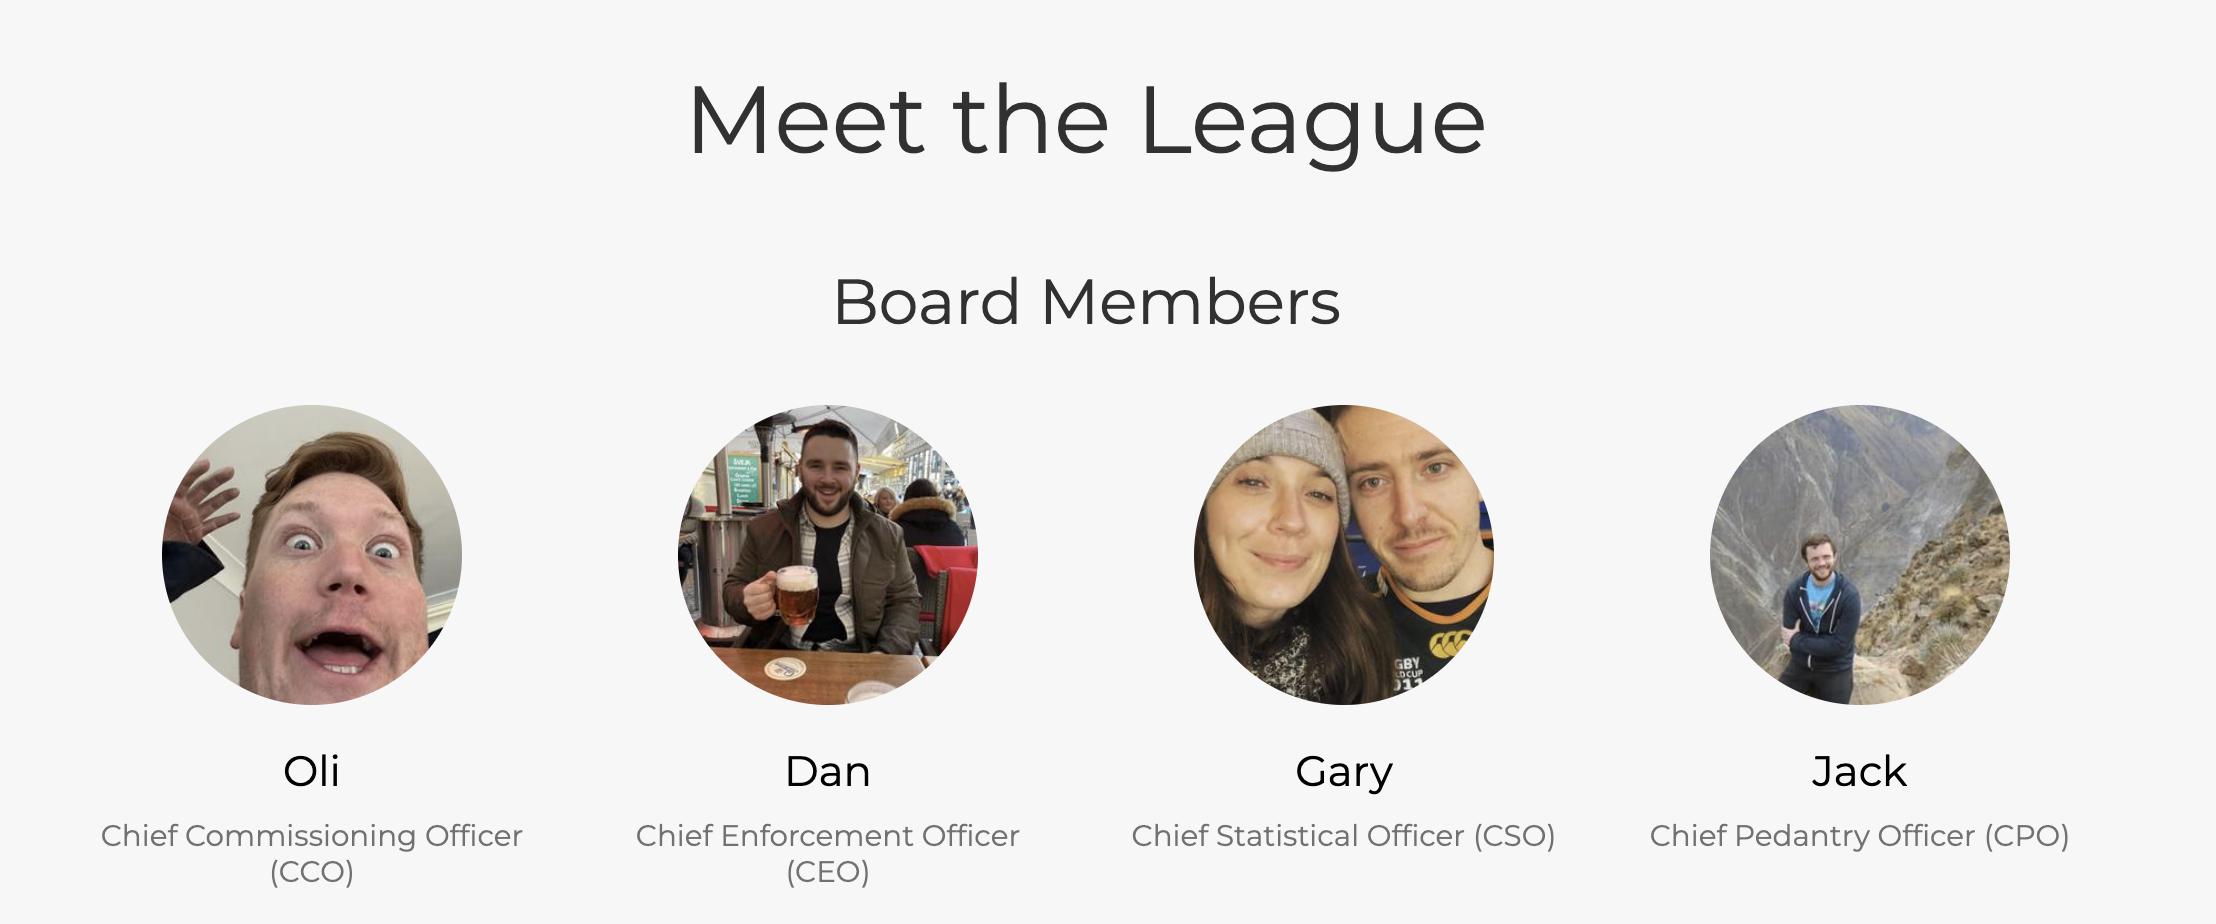 Meet the League
Board Members
Oli
Dan
Gary
Jack
Chief Commissioning Officer
(CCO)
Chief Enforcement Officer
(CEO)
Chief Statistical Officer (CSO)
Chief Pedantry Officer (CPO)